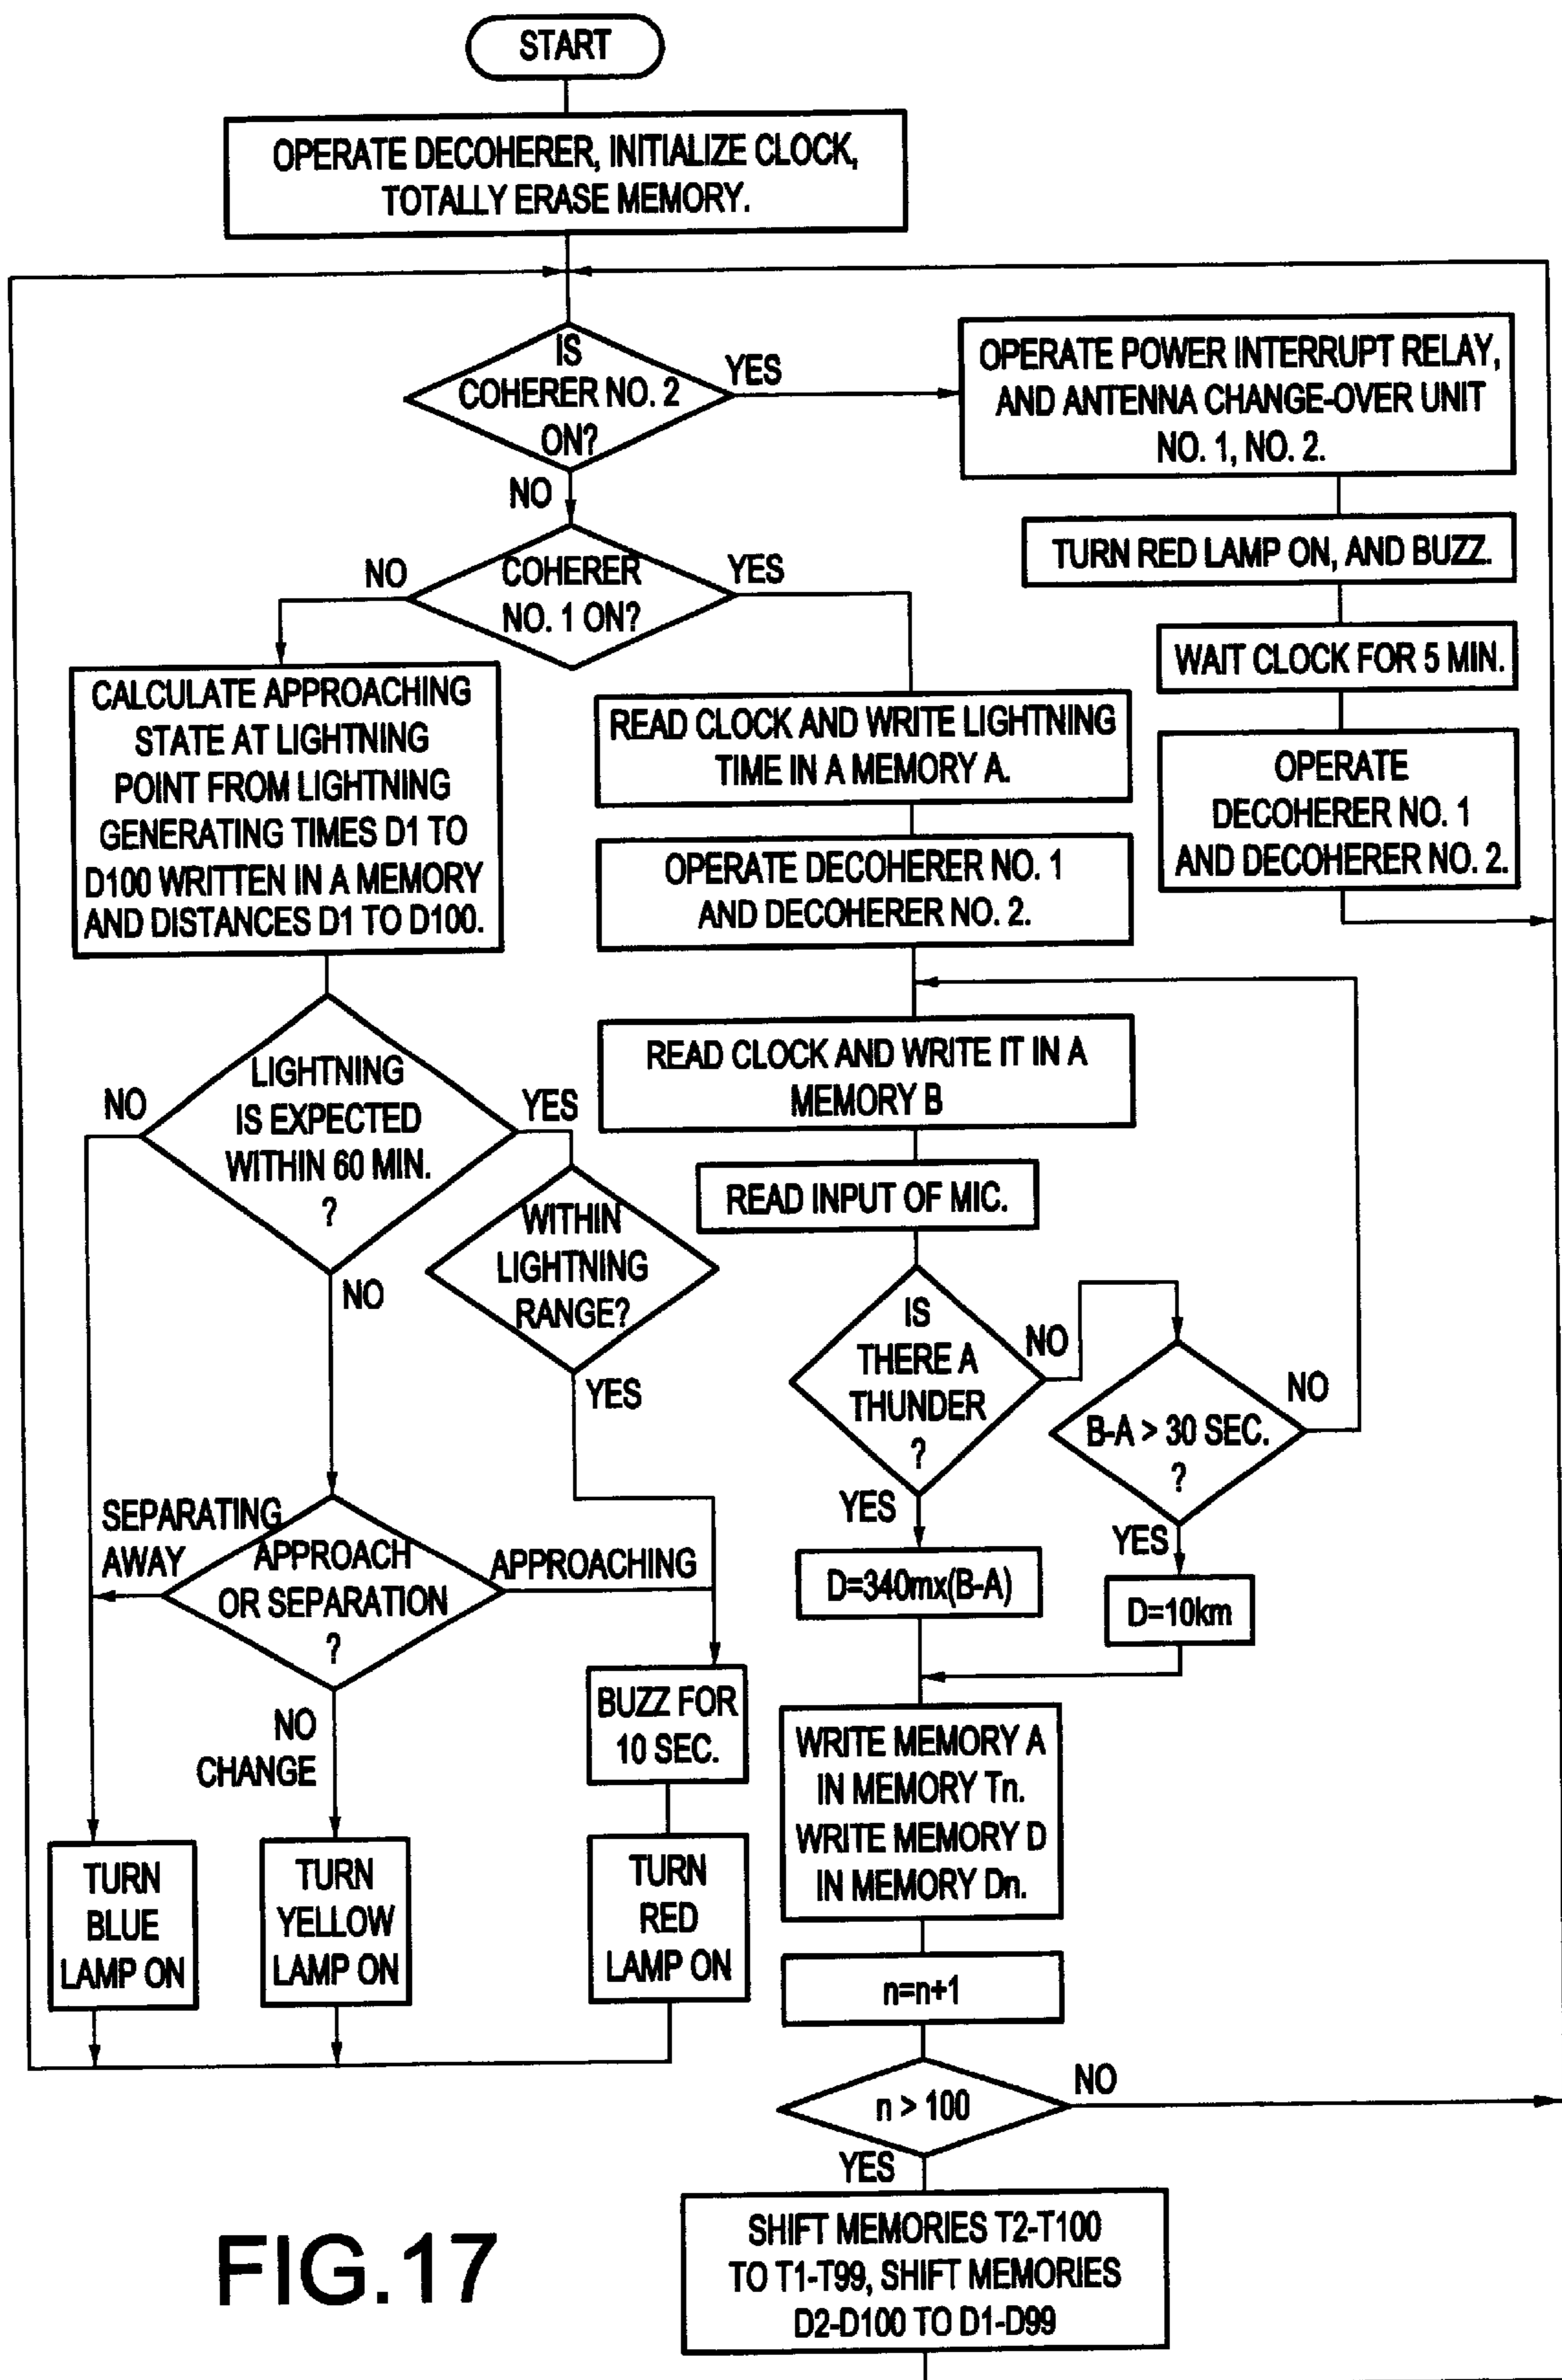 START
OPERATE DECOHERER, INITIALIZE CLOCK,
TOTALLY ERASE MEMORY.
IS
COHERER NO. 2
ON?
YES
NO
OPERATE POWER INTERRUPT RELAY,
AND ANTENNA CHANGE-OVER UNIT
NO. 1, NO. 2.
TURN RED LAMP ON, AND BUZZ.
WAIT CLOCK FOR 5 MIN.
OPERATE
DECOHERER NO. 1
AND DECOHERER NO. 2.
COHERER
NO. 1 ON?
NO
YES
CALCULATE APPROACHING
STATE AT LIGHTNING
POINT FROM LIGHTNING
GENERATING TIMES D1 TO
D100 WRITTEN IN A MEMORY
AND DISTANCES D1 TO D100.
LIGHTNING
IS EXPECTED
WITHIN 60 MIN.
?
NO
YES
NO
WITHIN
LIGHTNING
RANGE?
YES
SEPARATING
AWAY
APPROACH
OR SEPARATION
?
APPROACHING
NO
CHANGE
BUZZ FOR
10 SEC.
TURN
BLUE
LAMP ON
TURN
YELLOW
LAMP ON
TURN
RED
LAMP ON
READ CLOCK AND WRITE LIGHTNING
TIME IN A MEMORY A.
OPERATE DECOHERER NO. 1
AND DECOHERER NO. 2.
READ CLOCK AND WRITE IT IN A
MEMORY B
READ INPUT OF MIC.
IS
THERE A
THUNDER
?
NO
YES
B-A > 30 SEC.
?
NO
YES
D=340mx(B-A)
D=10km
WRITE MEMORY A
IN MEMORY Tn.
WRITE MEMORY D
IN MEMORY Dn.
n=n+1
n > 100
NO
YES
SHIFT MEMORIES T2-T100
TO T1-T99, SHIFT MEMORIES
D2-D100 TO D1-D99
FIG.17